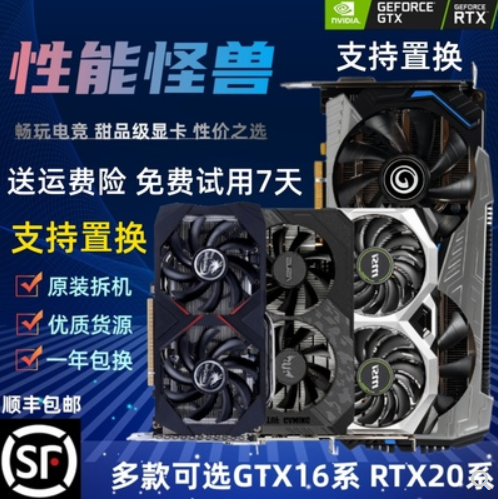 NVIDIA
GEFORCE GTX
GEFORCE RTX
支持置换
性能怪兽
畅玩电竞 甜品级显卡 性价之选
送运费险 免费试用7天
支持置换
原装拆机
优质货源
一年包换
顺丰包邮
SF
多款可选GTX16系 RTX20系